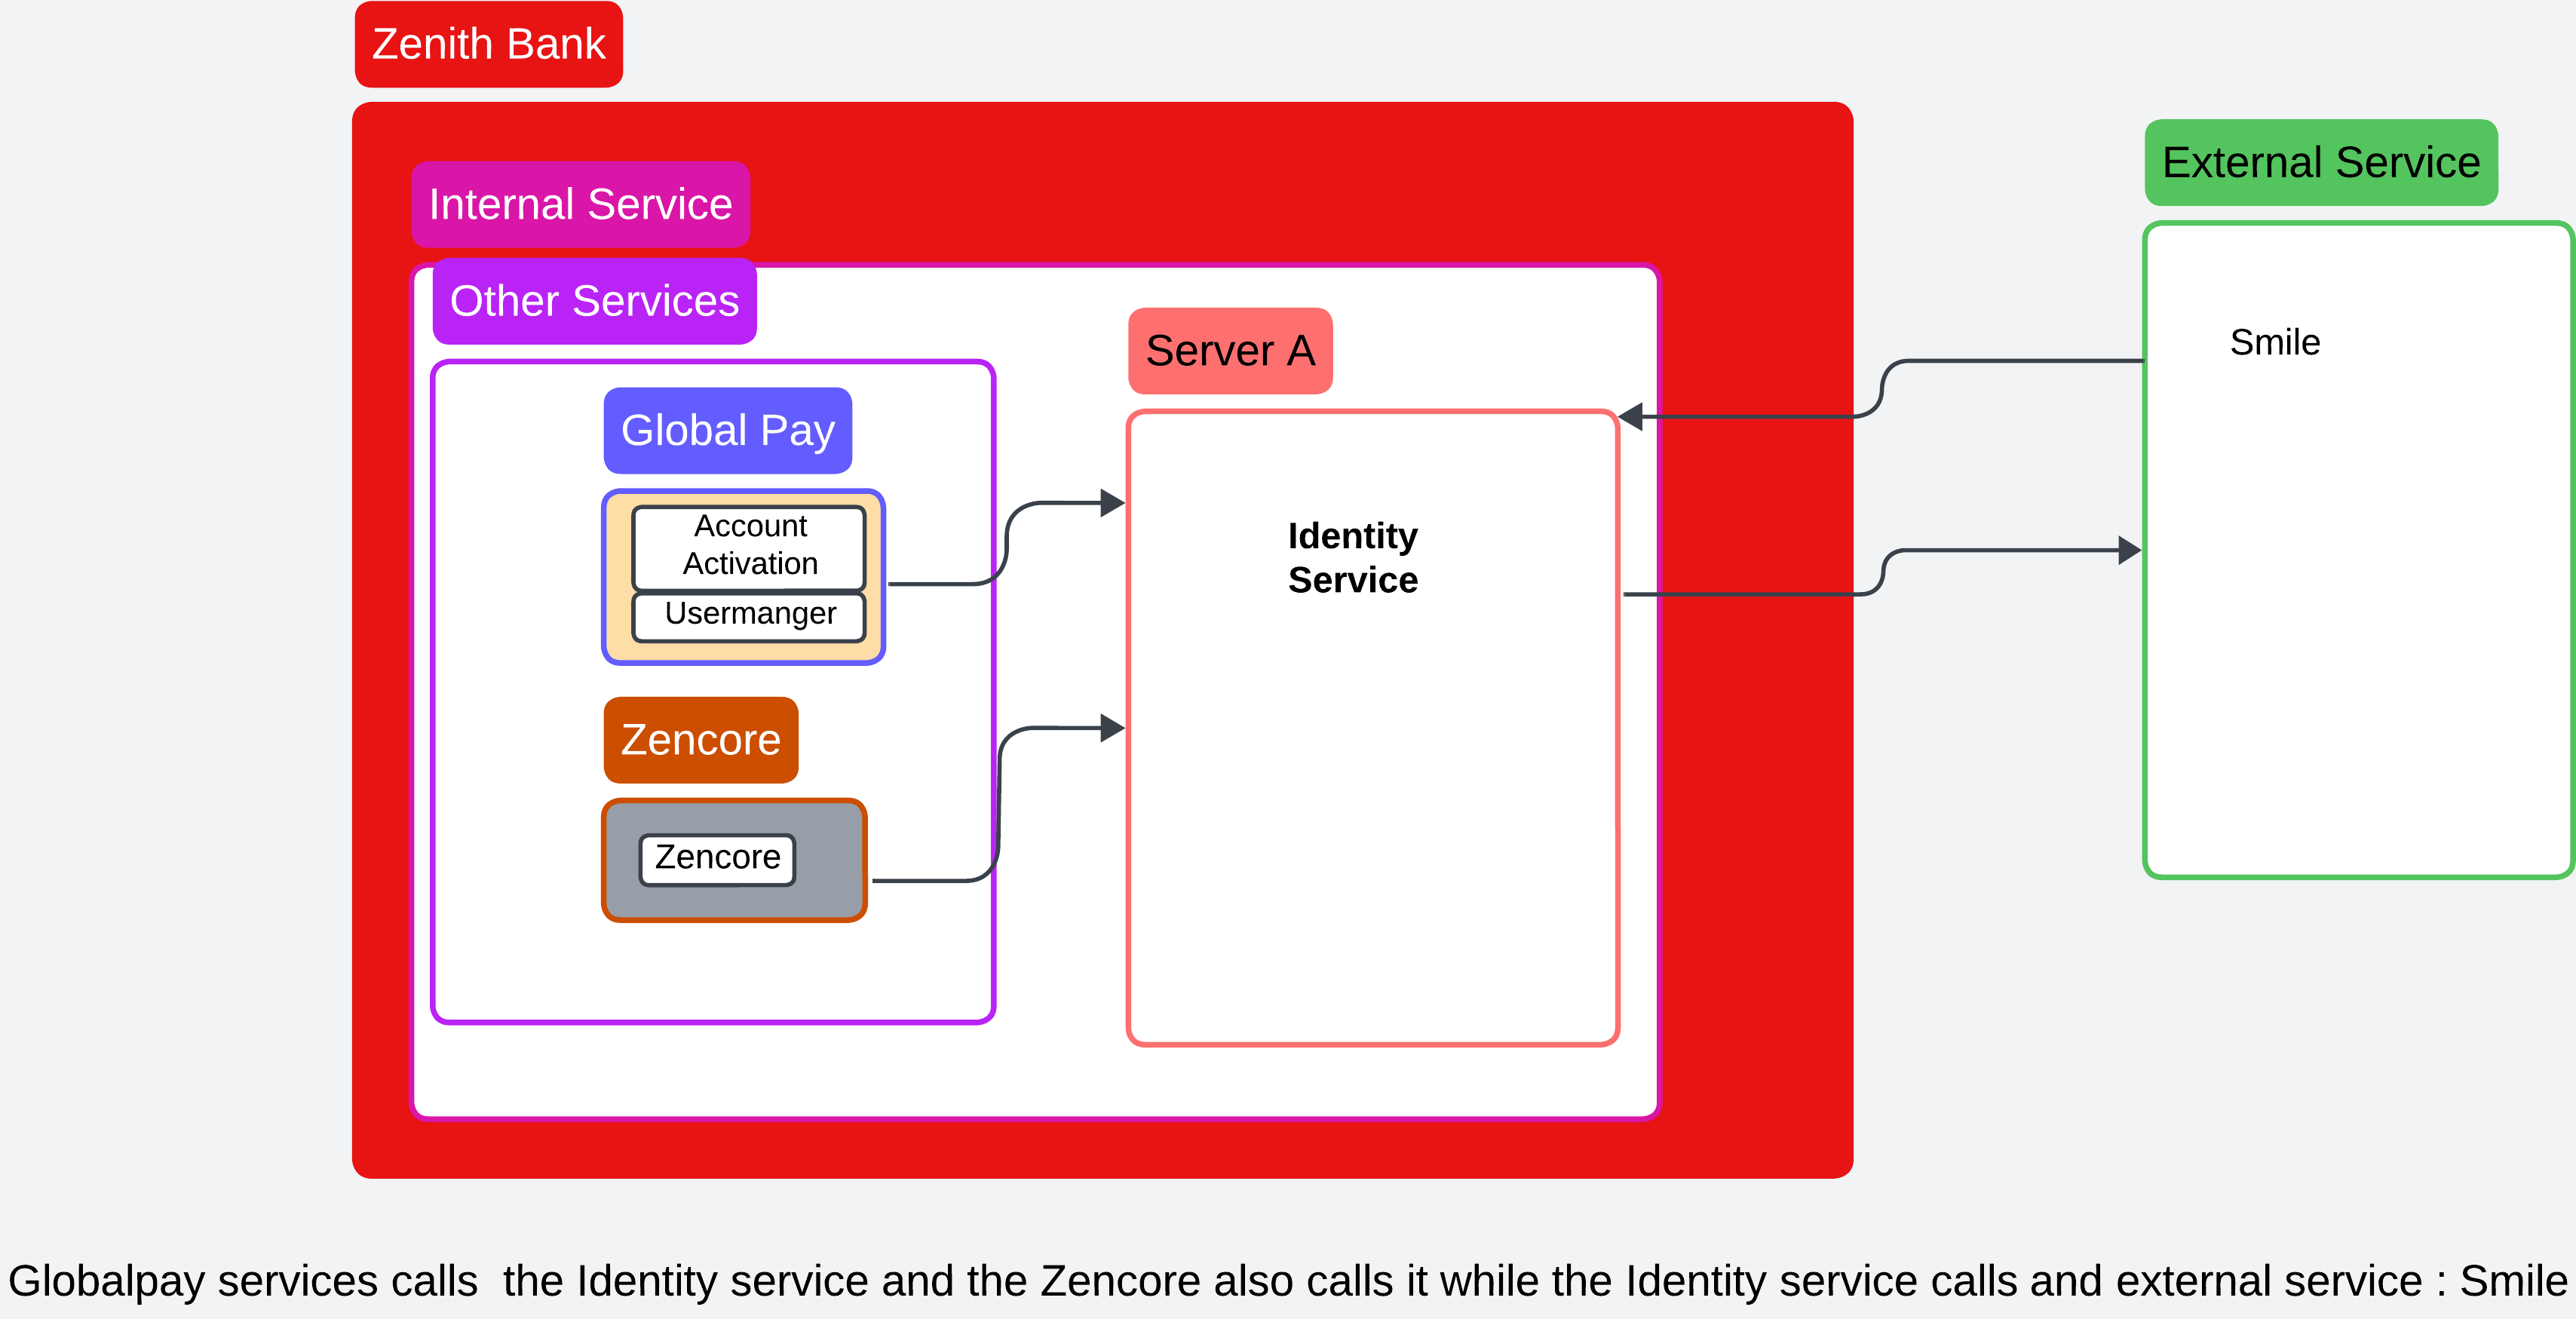 Zenith Bank
Internal Service
Other Services
Global Pay
Account
Activation
Usermanger
Zencore
Zencore
Server A
Identity
Service
External Service
Smile
Globalpay services calls  the Identity service and the Zencore also calls it while the Identity service calls and external service : Smile